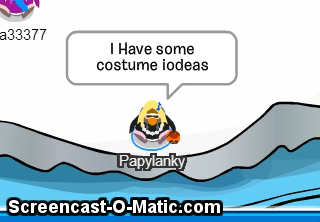 a33377
I Have some
costume iodeas
Papylanky
Screencast-O-Matic.com